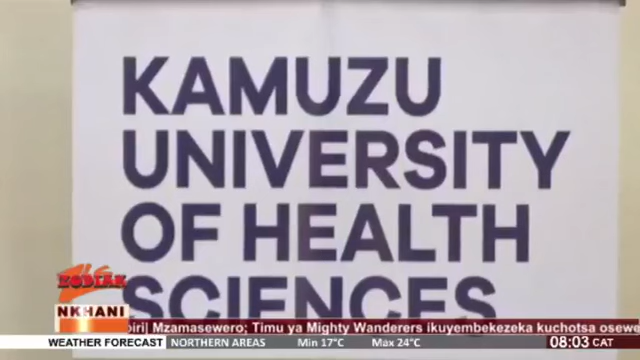 KAMUZU
UNIVERSITY
OF HEALTH
SCIENCES
ZODIAK
NKHANI
Mzamasewero; Timu ya Mighty Wanderers ikuyembekezeka kuchotsa
WEATHER FORECAST NORTHERN AREAS Min 17°C Max 24°C 08:03 CAT